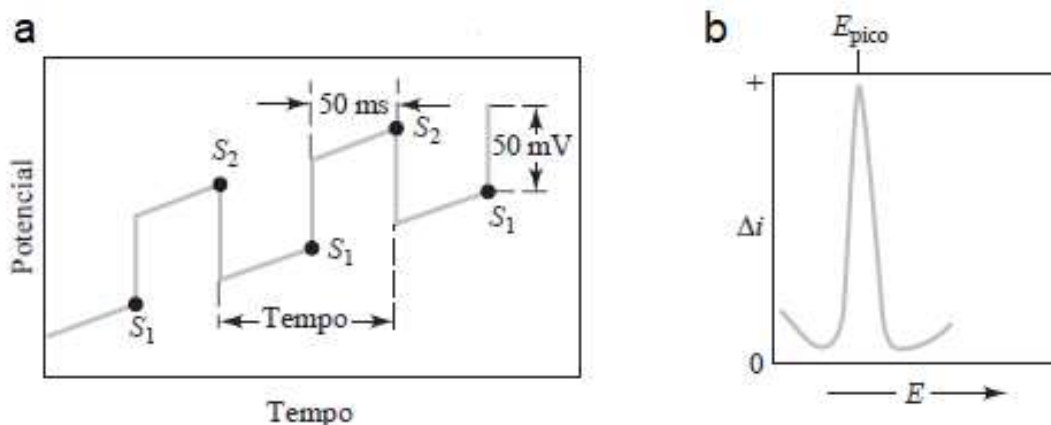 a
Potencial
50 ms
S2
S2
50 mV
S1
S1
S1
Tempo
Tempo
b
Epico
+
Δi
0
E